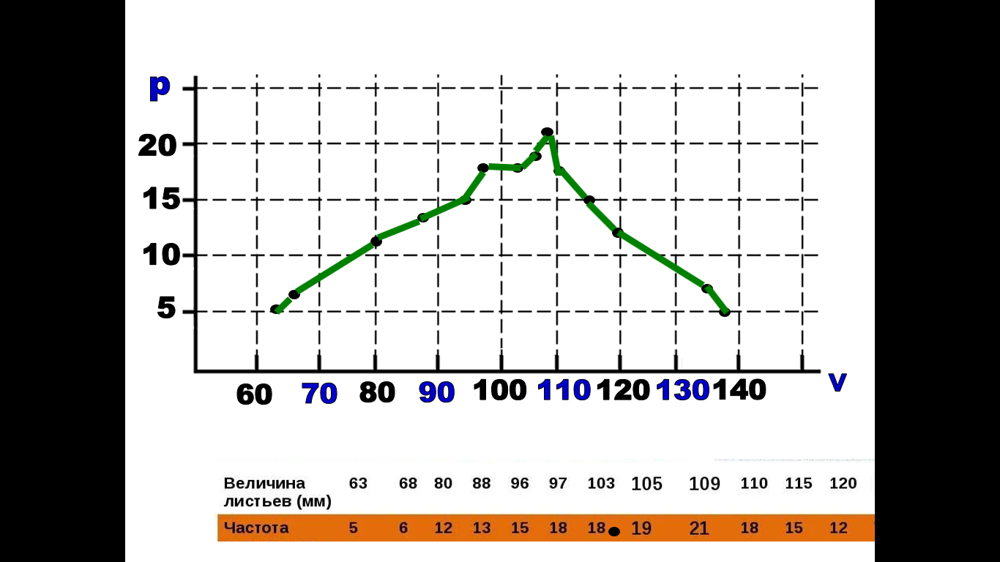 p
20
15
10
5
60 70 80 90 100 110 120 130 140 v
Величина 63 68 80 88 96 97 103 105 109 110 115 120
листьев (мм)
Частота 5 6 12 13 15 18 18 19 21 18 15 12